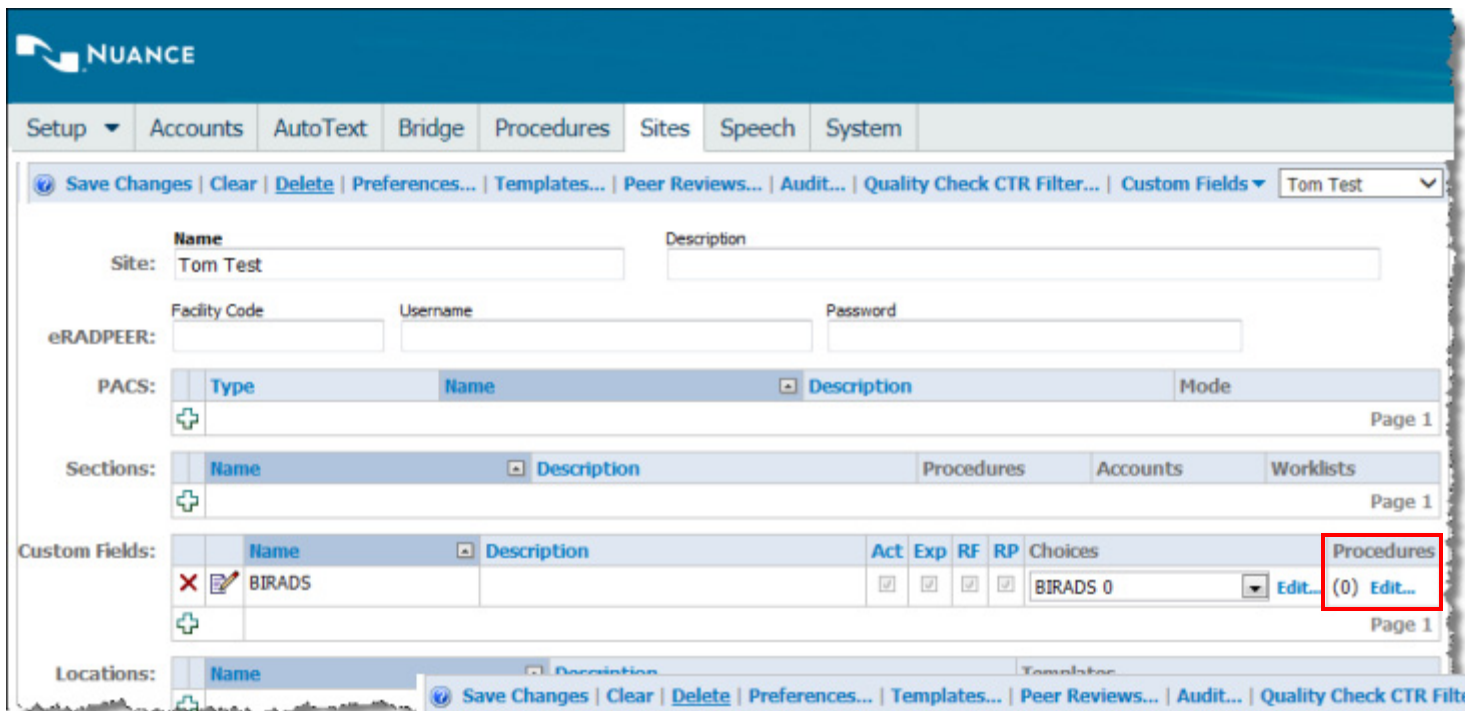 NUANCE
Setup Accounts AutoText Bridge Procedures Sites Speech System
Save Changes | Clear | Delete | Preferences... | Templates... | Peer Reviews... | Audit... | Quality Check CTR Filter... | Custom Fields Tom Test
Name Description
Site: Tom Test
Facility Code Username Password
eRADPEER:
PACS: Type Name Description Mode
Page 1
Sections: Name Description Procedures Accounts Worklists
Page 1
Custom Fields: Name Description Act Exp RF RP Choices Procedures
BIRADS BIRADS 0 Edit... (0) Edit...
Page 1
Locations: Name Description Templates
Save Changes | Clear | Delete | Preferences... | Templates... | Peer Reviews... | Audit... | Quality Check CTR Filte